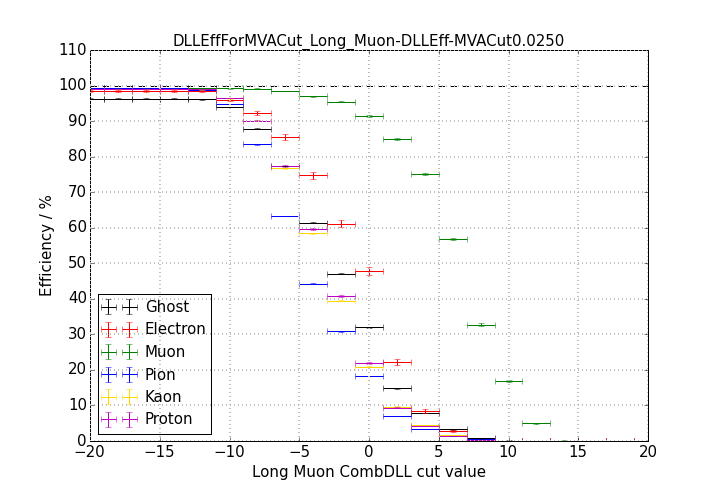 DLLEffForMVACut_Long_Muon-DLLEff-MVACut0.0250
110
100
90
80
70
60
50
40
30
20
10
0
Efficiency / %
Ghost
Electron
Muon
Pion
Kaon
Proton
−20 −15 −10 −5 0 5 10 15 20
Long Muon CombDLL cut value